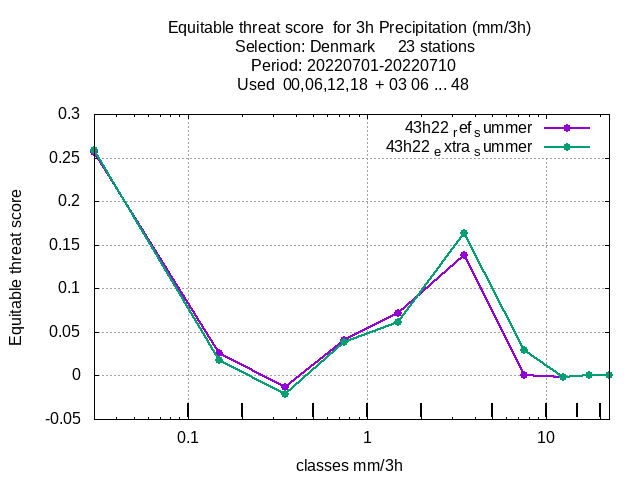 Equitable threat score for 3h Precipitation (mm/3h)
Selection: Denmark 23 stations
Period: 20220701-20220710
Used 00,06,12,18 + 03 06 ... 48
43h22 ref summer
43h22 extra summer
0.3
0.25
0.2
0.15
0.1
0.05
0
-0.05
Equitable threat score
0.1 1 10
classes mm/3h